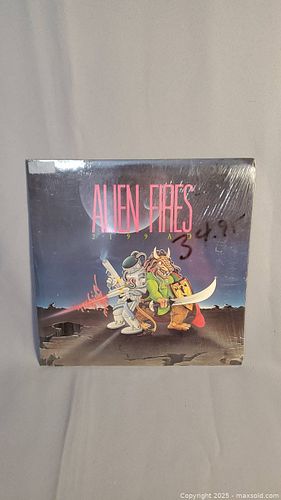 ALIEN FIRES
2199 AD
34.95
Copyright 2025 - maxsold.com